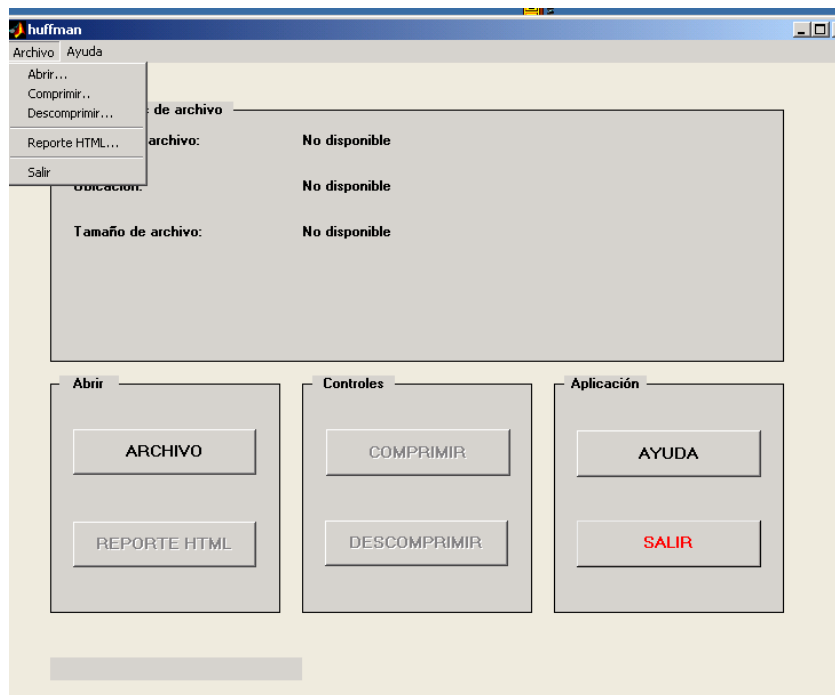 huffman
Archivo Ayuda
Abrir...
Comprimir..
Descomprimir...
Reporte HTML...
Salir
de archivo
archivo: No disponible
Ubicación: No disponible
Tamaño de archivo: No disponible
Abrir
ARCHIVO
REPORTE HTML
Controles
COMPRIMIR
DESCOMPRIMIR
Aplicación
AYUDA
SALIR